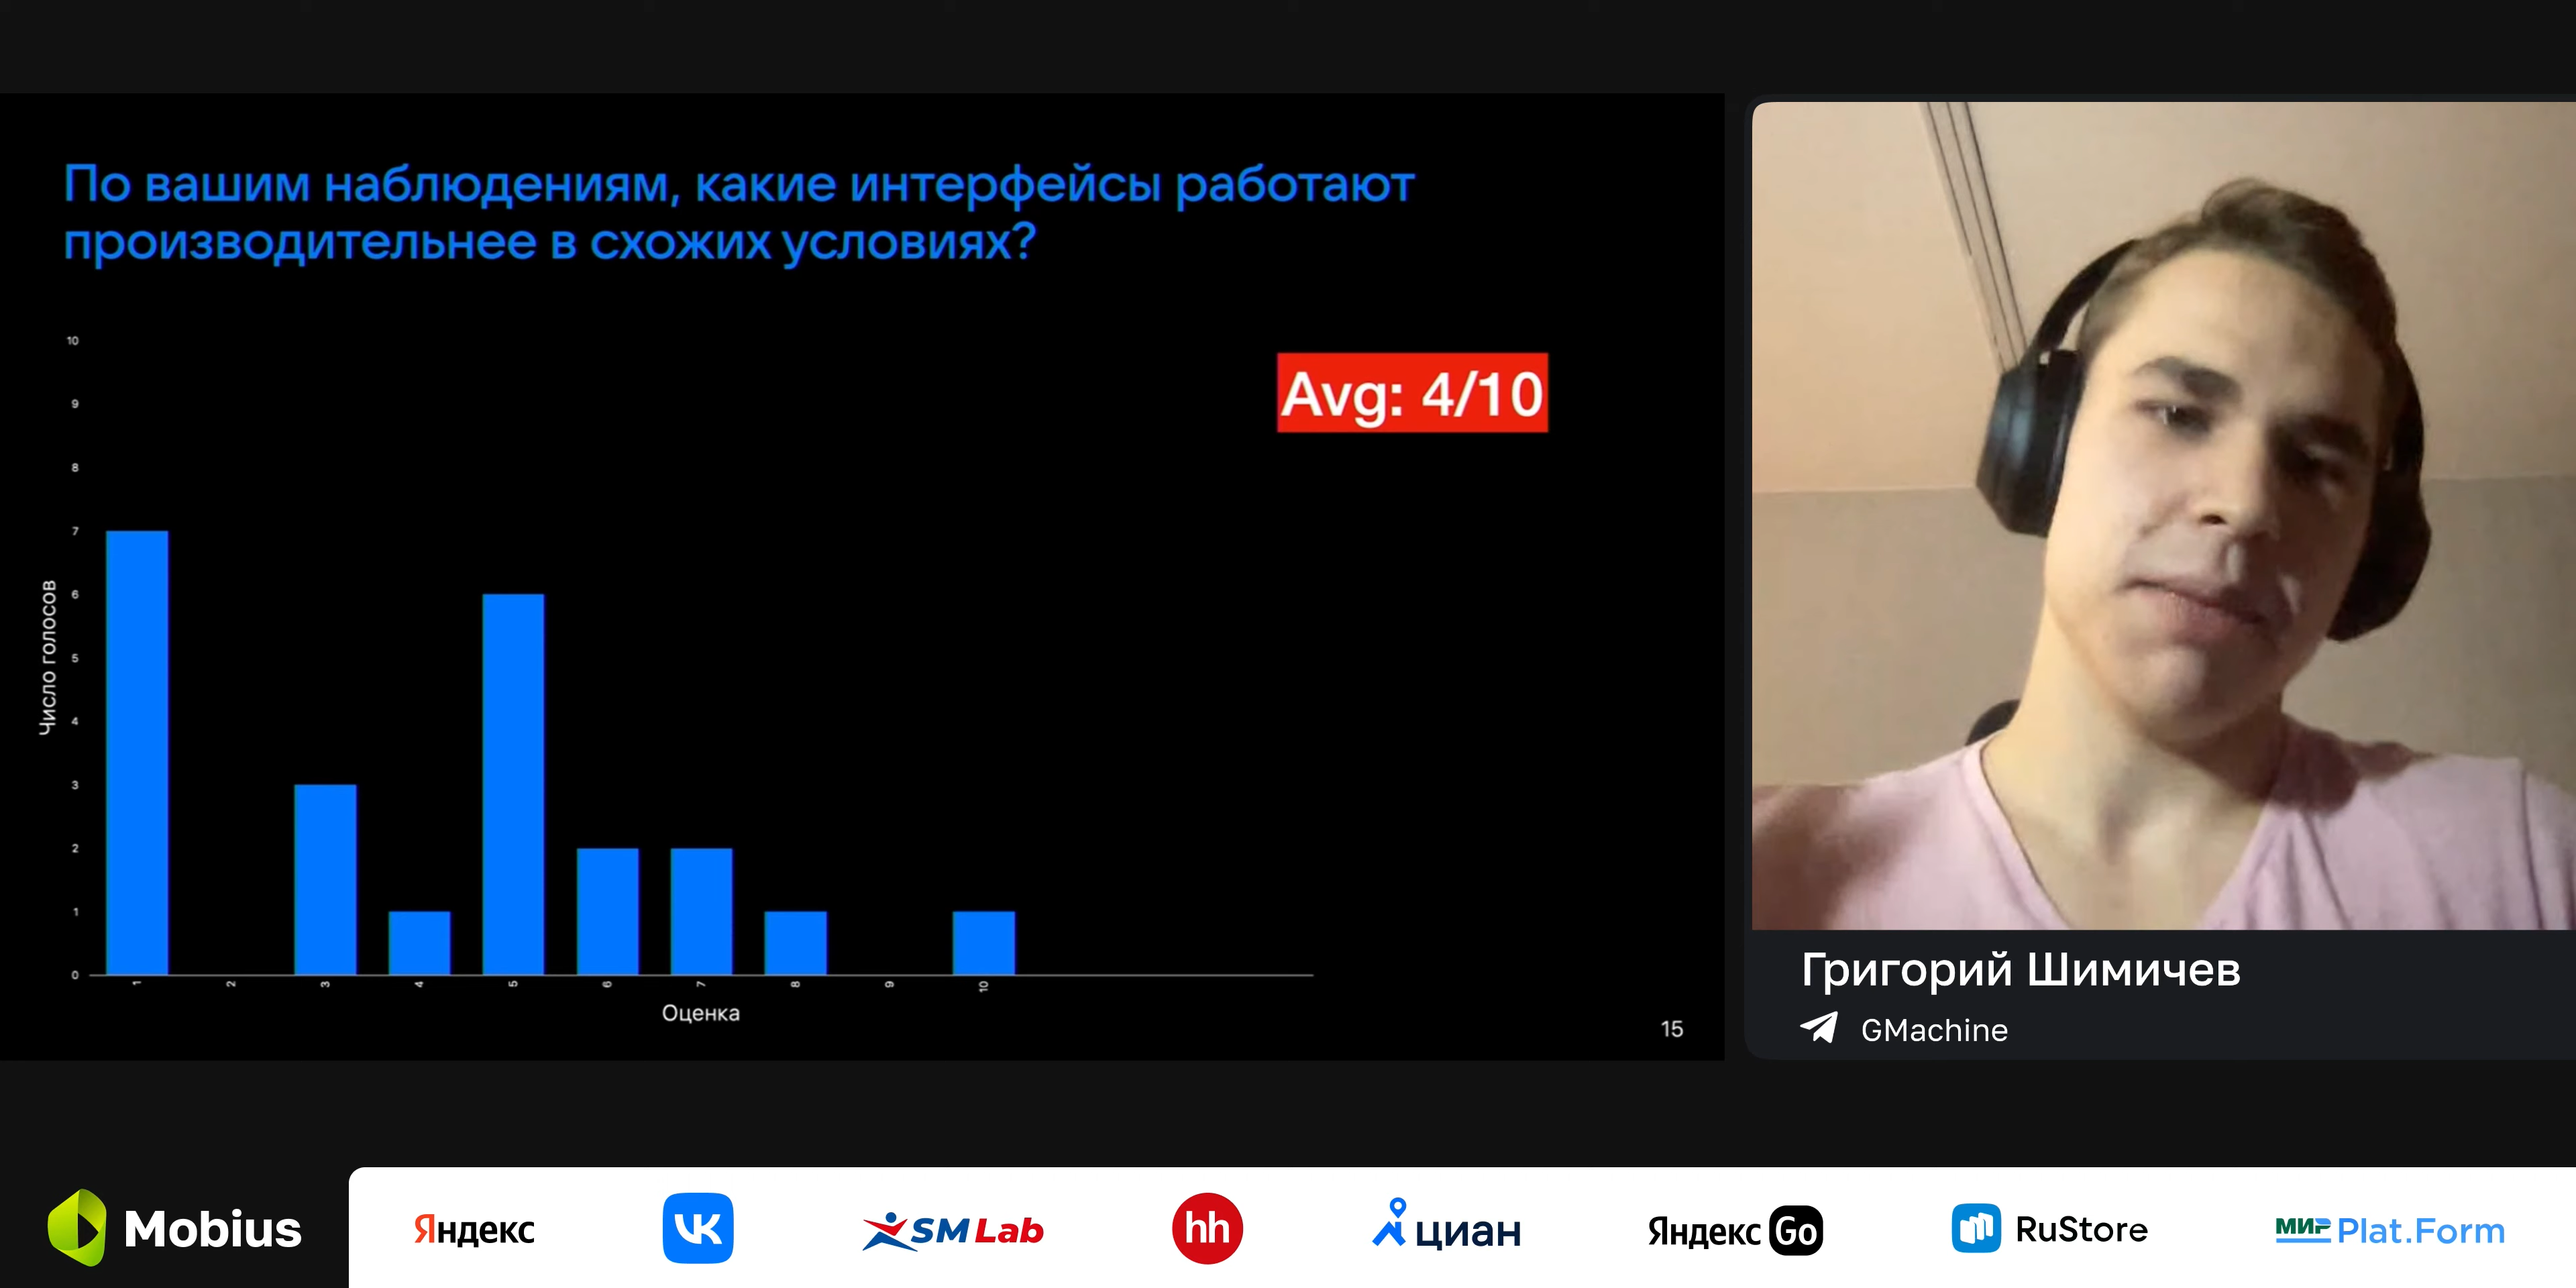 По вашим наблюдениям, какие интерфейсы работают
производительнее в схожих условиях?
Avg: 4/10
10
9
8
7
6
5
4
3
2
1
0
Число голосов
1 2 3 4 5 6 7 8 9 10
Оценка
15
Григорий Шимичев
GMachine
Mobius
Яндекс
VK
SM Lab
hh
циан
Яндекс Go
RuStore
МИР Plat.Form